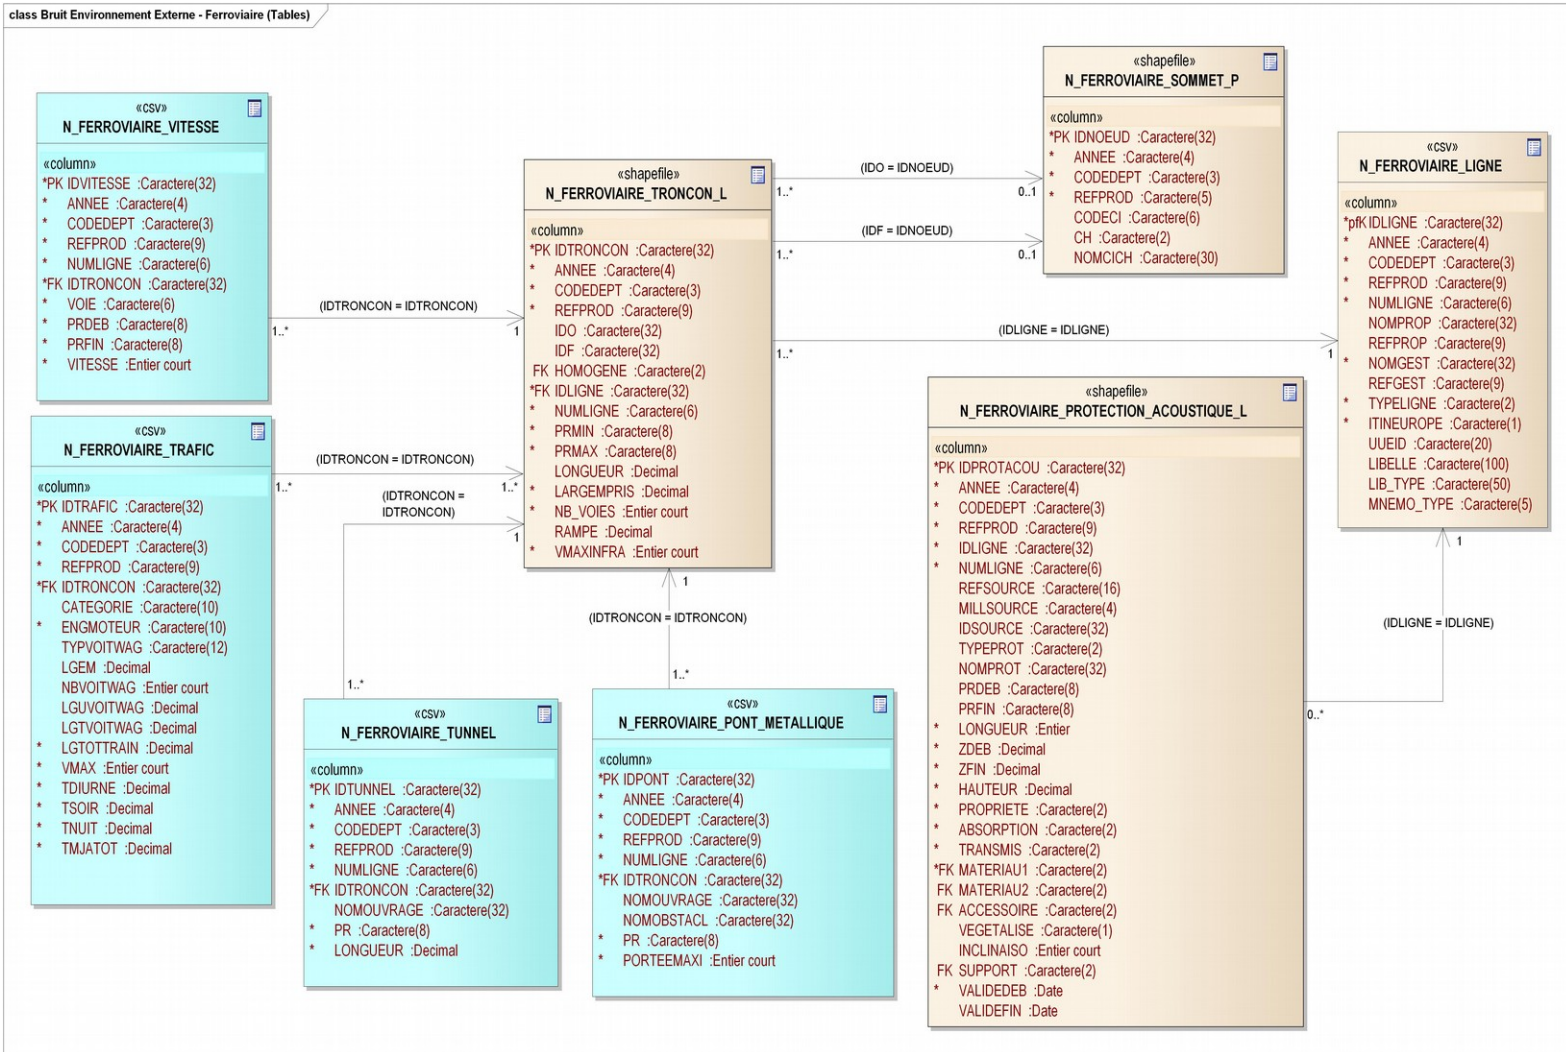 class Bruit Environnement Externe - Ferroviaire (Tables)
«csv»
N_FERROVIAIRE_VITESSE
«column»
*PK IDVITESSE :Caractere(32)
* ANNEE :Caractere(4)
* CODEDEPT :Caractere(3)
* REFPROD :Caractere(9)
* NUMLIGNE :Caractere(6)
*FK IDTRONCON :Caractere(32)
* VOIE :Caractere(6)
* PRDEB :Caractere(8)
* PRFIN :Caractere(8)
* VITESSE :Entier court
(IDTRONCON = IDTRONCON)
1..*
1
«csv»
N_FERROVIAIRE_TRAFIC
«column»
*PK IDTRAFIC :Caractere(32)
* ANNEE :Caractere(4)
* CODEDEPT :Caractere(3)
* REFPROD :Caractere(9)
*FK IDTRONCON :Caractere(32)
CATEGORIE :Caractere(10)
* ENGMOTEUR :Caractere(10)
TYPVOITWAG :Caractere(12)
LGEM :Decimal
NBVOITWAG :Entier court
LGUVOITWAG :Decimal
LGTVOITWAG :Decimal
* LGTOTTRAIN :Decimal
* VMAX :Entier court
* TDIURNE :Decimal
* TSOIR :Decimal
* TNUIT :Decimal
* TMJATOT :Decimal
(IDTRONCON = IDTRONCON)
1..*
1..*
(IDTRONCON =
IDTRONCON)
1
1..*
«shapefile»
N_FERROVIAIRE_TRONCON_L
«column»
*PK IDTRONCON :Caractere(32)
* ANNEE :Caractere(4)
* CODEDEPT :Caractere(3)
* REFPROD :Caractere(9)
IDO :Caractere(32)
IDF :Caractere(32)
FK HOMOGENE :Caractere(2)
*FK IDLIGNE :Caractere(32)
* NUMLIGNE :Caractere(6)
* PRMIN :Caractere(8)
* PRMAX :Caractere(8)
LONGUEUR :Decimal
* LARGEMPRIS :Decimal
* NB_VOIES :Entier court
RAMPE :Decimal
* VMAXINFRA :Entier court
1
(IDTRONCON = IDTRONCON)
1..*
«csv»
N_FERROVIAIRE_TUNNEL
«column»
*PK IDTUNNEL :Caractere(32)
* ANNEE :Caractere(4)
* CODEDEPT :Caractere(3)
* REFPROD :Caractere(9)
* NUMLIGNE :Caractere(6)
*FK IDTRONCON :Caractere(32)
NOMOUVRAGE :Caractere(32)
* PR :Caractere(8)
* LONGUEUR :Decimal
«csv»
N_FERROVIAIRE_PONT_METALLIQUE
«column»
*PK IDPONT :Caractere(32)
* ANNEE :Caractere(4)
* CODEDEPT :Caractere(3)
* REFPROD :Caractere(9)
* NUMLIGNE :Caractere(6)
*FK IDTRONCON :Caractere(32)
NOMOUVRAGE :Caractere(32)
NOMOBSTACL :Caractere(32)
* PR :Caractere(8)
* PORTEEMAXI :Entier court
(IDO = IDNOEUD)
1..*
0..1
(IDF = IDNOEUD)
1..*
0..1
«shapefile»
N_FERROVIAIRE_SOMMET_P
«column»
*PK IDNOEUD :Caractere(32)
* ANNEE :Caractere(4)
* CODEDEPT :Caractere(3)
* REFPROD :Caractere(5)
CODECI :Caractere(6)
CH :Caractere(2)
NOMCICH :Caractere(30)
(IDLIGNE = IDLIGNE)
1..*
1
«csv»
N_FERROVIAIRE_LIGNE
«column»
*pfK IDLIGNE :Caractere(32)
* ANNEE :Caractere(4)
* CODEDEPT :Caractere(3)
* REFPROD :Caractere(9)
* NUMLIGNE :Caractere(6)
NOMPROP :Caractere(32)
REFPROP :Caractere(9)
* NOMGEST :Caractere(32)
REFGEST :Caractere(9)
* TYPELIGNE :Caractere(2)
* ITINEUROPE :Caractere(1)
UUEID :Caractere(20)
LIBELLE :Caractere(100)
LIB_TYPE :Caractere(50)
MNEMO_TYPE :Caractere(5)
1
(IDLIGNE = IDLIGNE)
0..*
«shapefile»
N_FERROVIAIRE_PROTECTION_ACOUSTIQUE_L
«column»
*PK IDPROTACOU :Caractere(32)
* ANNEE :Caractere(4)
* CODEDEPT :Caractere(3)
* REFPROD :Caractere(9)
* IDLIGNE :Caractere(32)
* NUMLIGNE :Caractere(6)
REFSOURCE :Caractere(16)
MILLSOURCE :Caractere(4)
IDSOURCE :Caractere(32)
TYPEPROT :Caractere(2)
NOMPROT :Caractere(32)
PRDEB :Caractere(8)
PRFIN :Caractere(8)
* LONGUEUR :Entier
* ZDEB :Decimal
* ZFIN :Decimal
* HAUTEUR :Decimal
* PROPRIETE :Caractere(2)
* ABSORPTION :Caractere(2)
* TRANSMIS :Caractere(2)
*FK MATERIAU1 :Caractere(2)
FK MATERIAU2 :Caractere(2)
FK ACCESSOIRE :Caractere(2)
VEGETALISE :Caractere(1)
INCLINAISO :Entier court
FK SUPPORT :Caractere(2)
* VALIDEDEB :Date
VALIDEFIN :Date